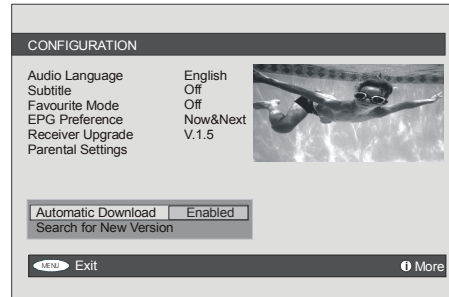 CONFIGURATION
Audio Language English
Subtitle Off
Favourite Mode Off
EPG Preference Now&Next
Receiver Upgrade V.1.5
Parental Settings
Automatic Download Enabled
Search for New Version
MENU Exit i More